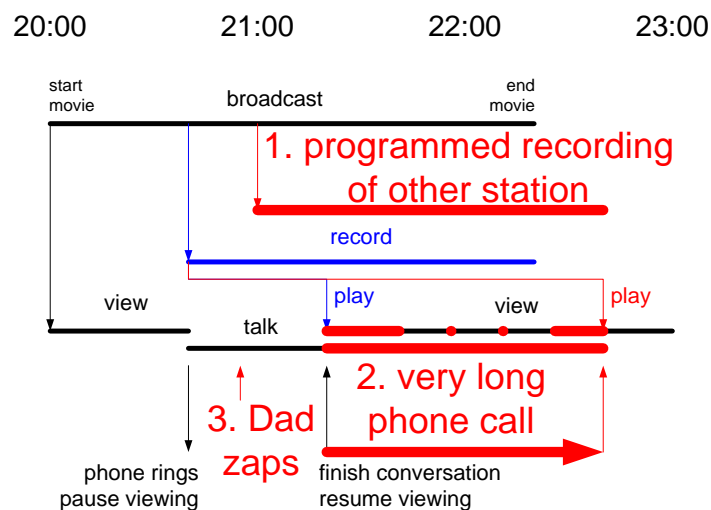 20:00 21:00 22:00 23:00
start
movie
broadcast
end
movie
1. programmed recording
of other station
record
play
play
view
view
talk
2. very long
phone call
3. Dad
zaps
phone rings
pause viewing
finish conversation
resume viewing